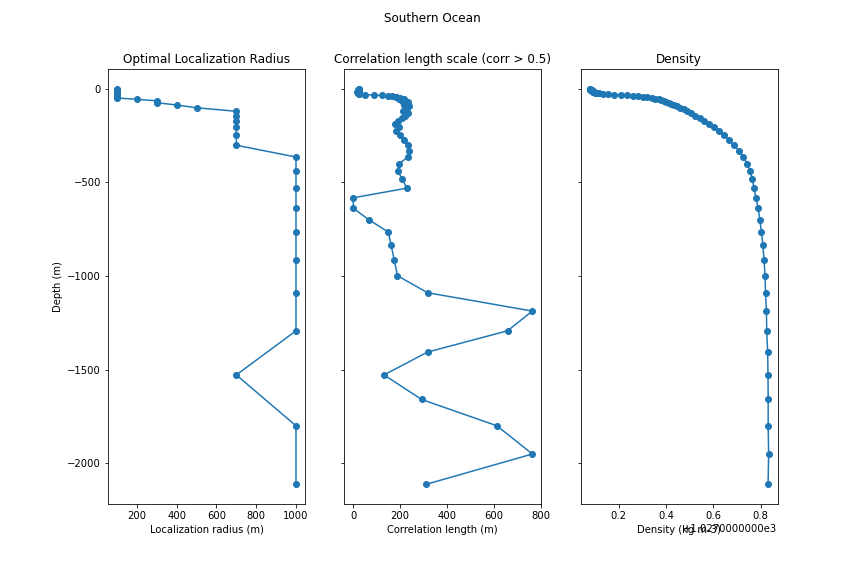 Southern Ocean
Optimal Localization Radius
Correlation length scale (corr > 0.5)
Density
Depth (m)
0
−500
−1000
−1500
−2000
200 400 600 800 1000
Localization radius (m)
0 200 400 600 800
Correlation length (m)
0.2 0.4 0.6 0.8
Density (kg m-3)
+1.0270000000e3